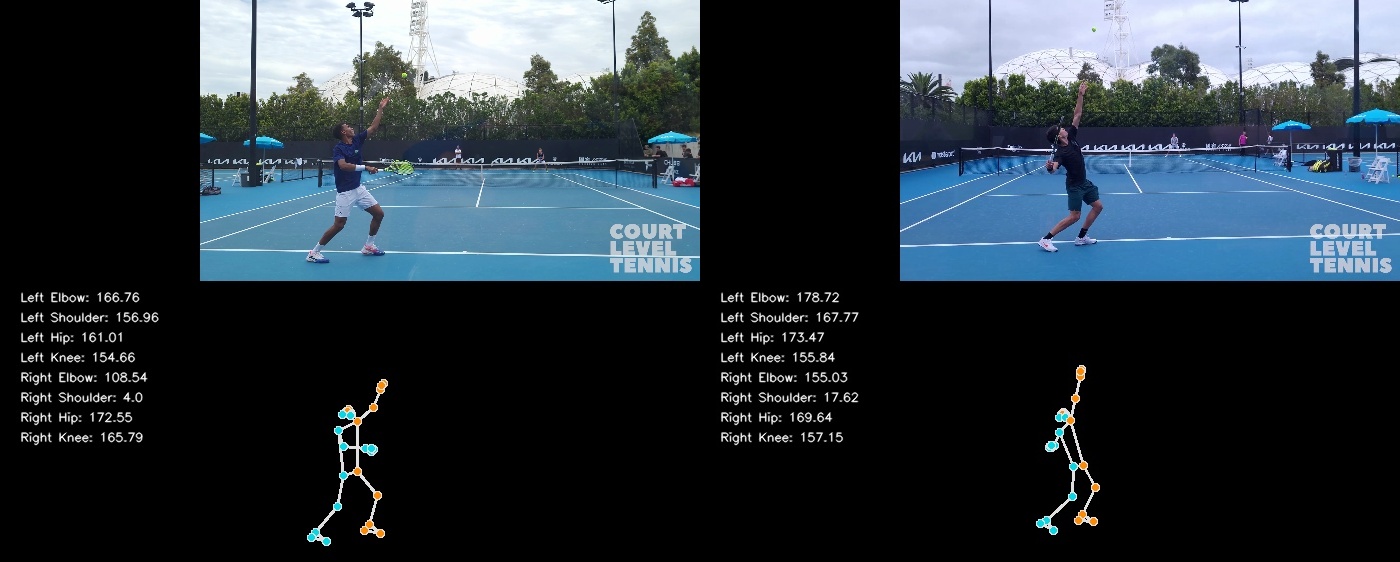 COURT
LEVEL
TENNIS
COURT
LEVEL
TENNIS
Left Elbow: 166.76
Left Shoulder: 156.96
Left Hip: 161.01
Left Knee: 154.66
Right Elbow: 108.54
Right Shoulder: 4.0
Right Hip: 172.55
Right Knee: 165.79
Left Elbow: 178.72
Left Shoulder: 167.77
Left Hip: 173.47
Left Knee: 155.84
Right Elbow: 155.03
Right Shoulder: 17.62
Right Hip: 169.64
Right Knee: 157.15